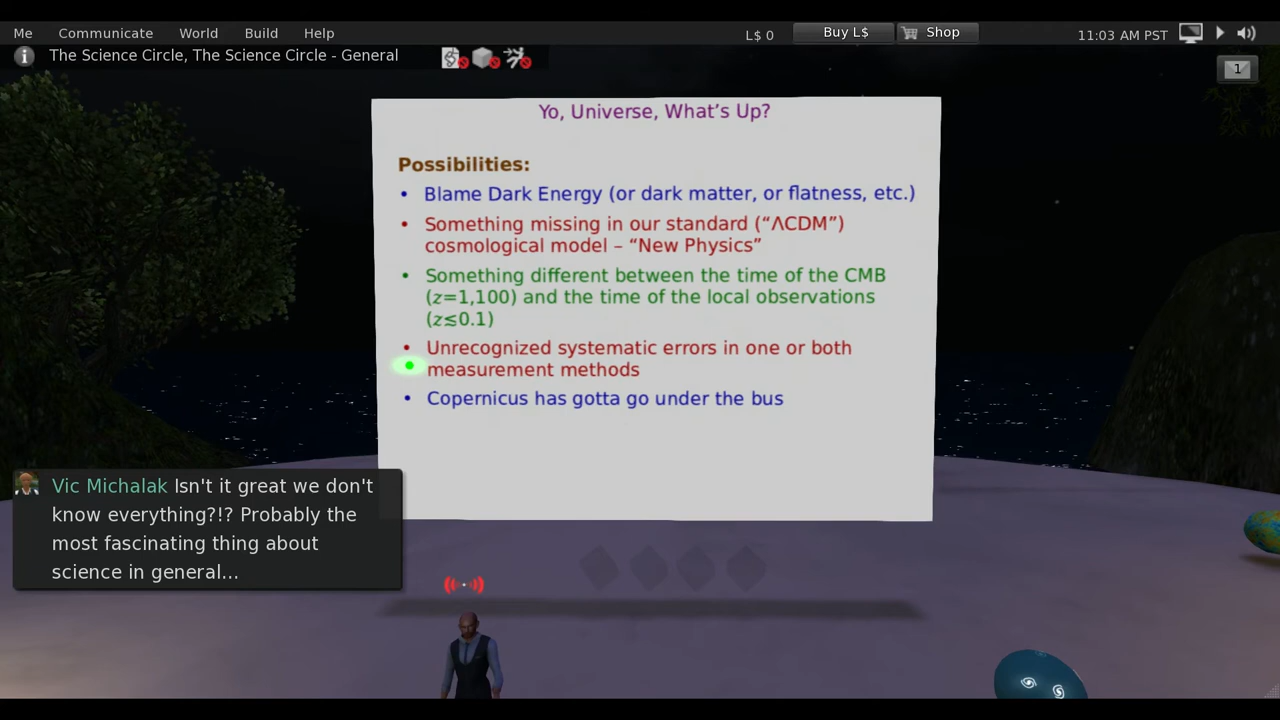 Me Communicate World Build Help L$ 0 Buy L$ Shop 11:03 AM PST
The Science Circle, The Science Circle - General
1
Yo, Universe, What’s Up?
Possibilities:
• Blame Dark Energy (or dark matter, or flatness, etc.)
• Something missing in our standard (“ΛCDM”)
cosmological model – “New Physics”
• Something different between the time of the CMB
(z=1,100) and the time of the local observations
(z≲0.1)
• Unrecognized systematic errors in one or both
measurement methods
• Copernicus has gotta go under the bus
Vic Michalak Isn't it great we don't
know everything?!? Probably the
most fascinating thing about
science in general...